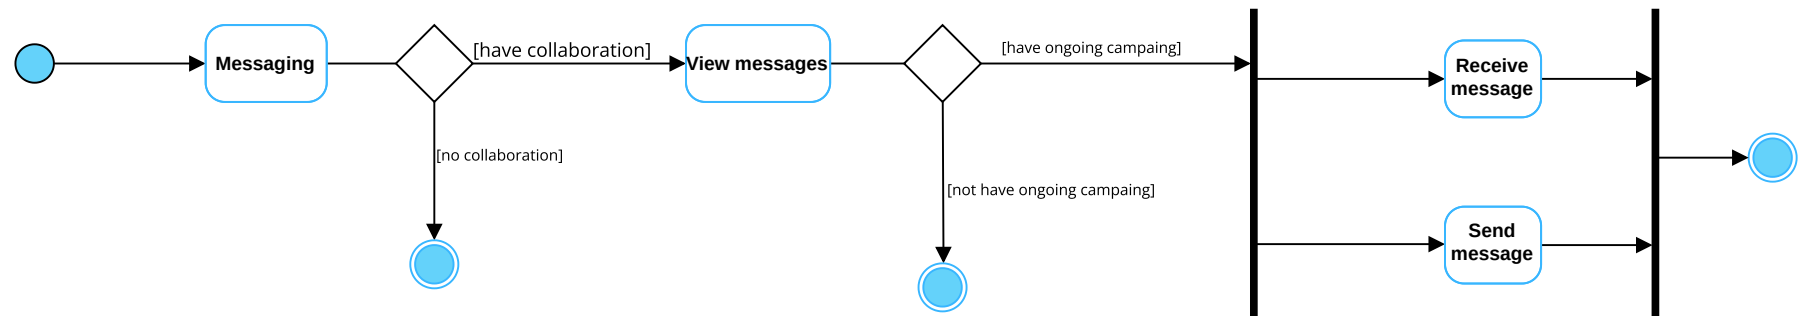 Messaging
[have collaboration]
[no collaboration]
View messages
[have ongoing campaing]
[not have ongoing campaing]
Receive
message
Send
message